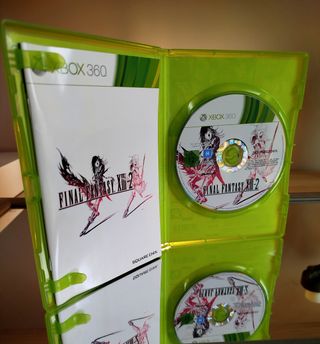 XBOX 360
FINAL FANTASY XIII-2
SQUARE ENIX
XBOX 360
FINAL FANTASY XIII-2